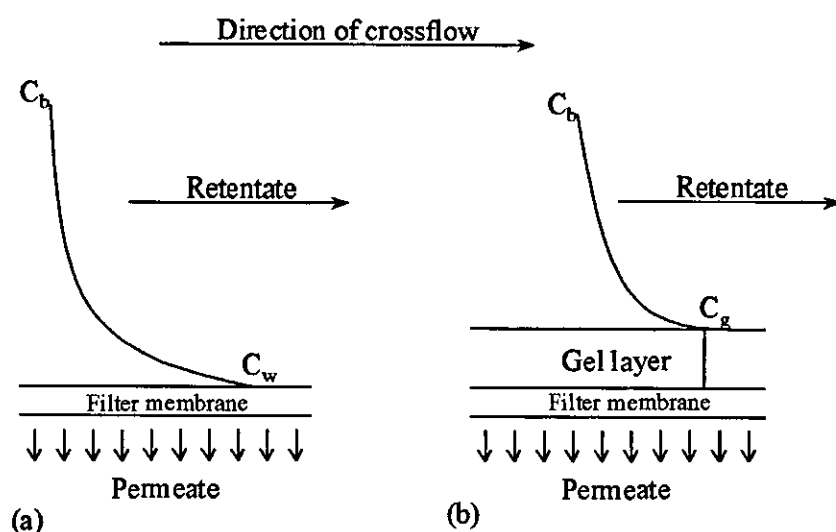 Direction of crossflow
C_b
Retentate
C_w
Filter membrane
Permeate
(a)
C_b
Retentate
C_g
Gel layer
Filter membrane
Permeate
(b)